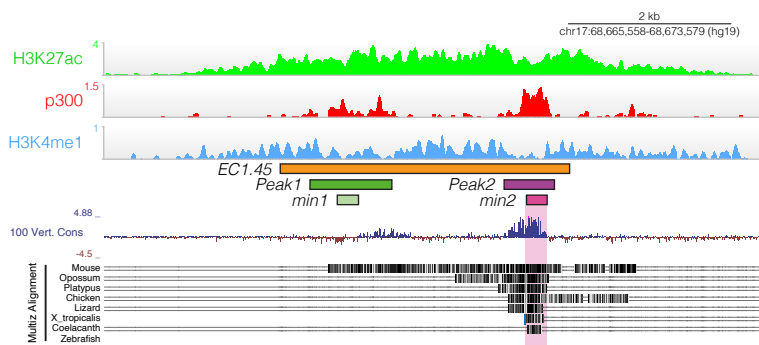 2 kb
chr17:68,665,558-68,673,579 (hg19)
4
H3K27ac
1.5
p300
1
H3K4me1
EC1.45
Peak1 Peak2
min1 min2
4.88
100 Vert. Cons
-4.5
Multiz Alignment
Mouse
Opossum
Platypus
Chicken
Lizard
X_tropicalis
Coelacanth
Zebrafish